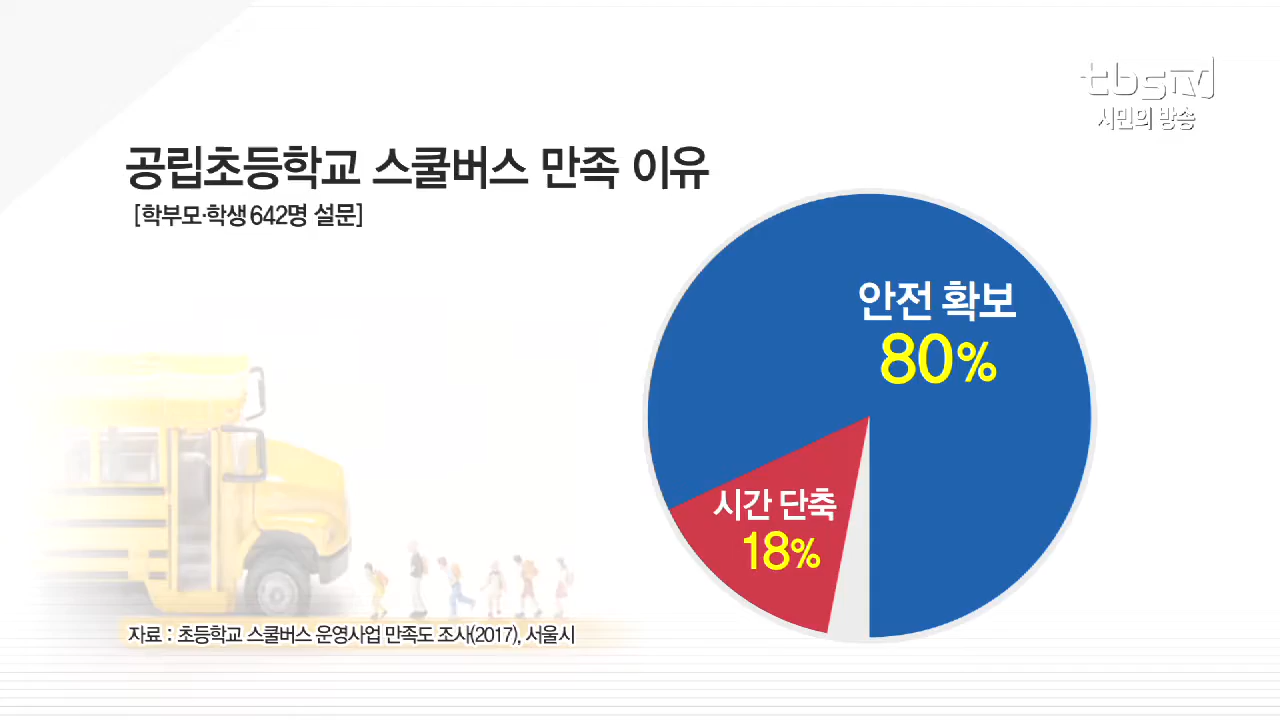 tbs TV
시민의 방송
공립초등학교 스쿨버스 만족 이유
[학부모·학생 642명 설문]
안전 확보
80%
시간 단축
18%
자료 : 초등학교 스쿨버스 운영사업 만족도 조사(2017), 서울시